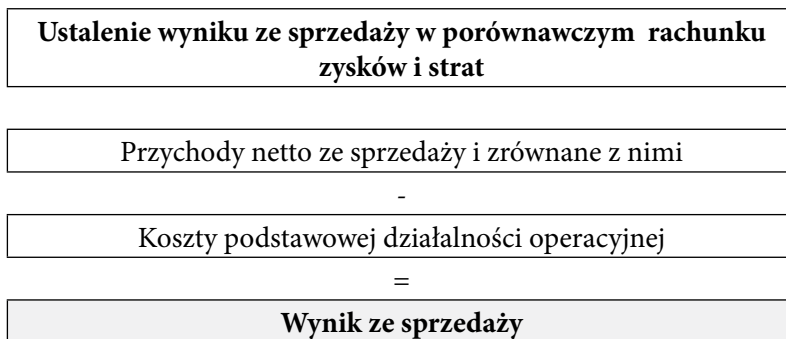 Ustalenie wyniku ze sprzedaży w porównawczym rachunku
zysków i strat
Przychody netto ze sprzedaży i zrównane z nimi
-
Koszty podstawowej działalności operacyjnej
=
Wynik ze sprzedaży